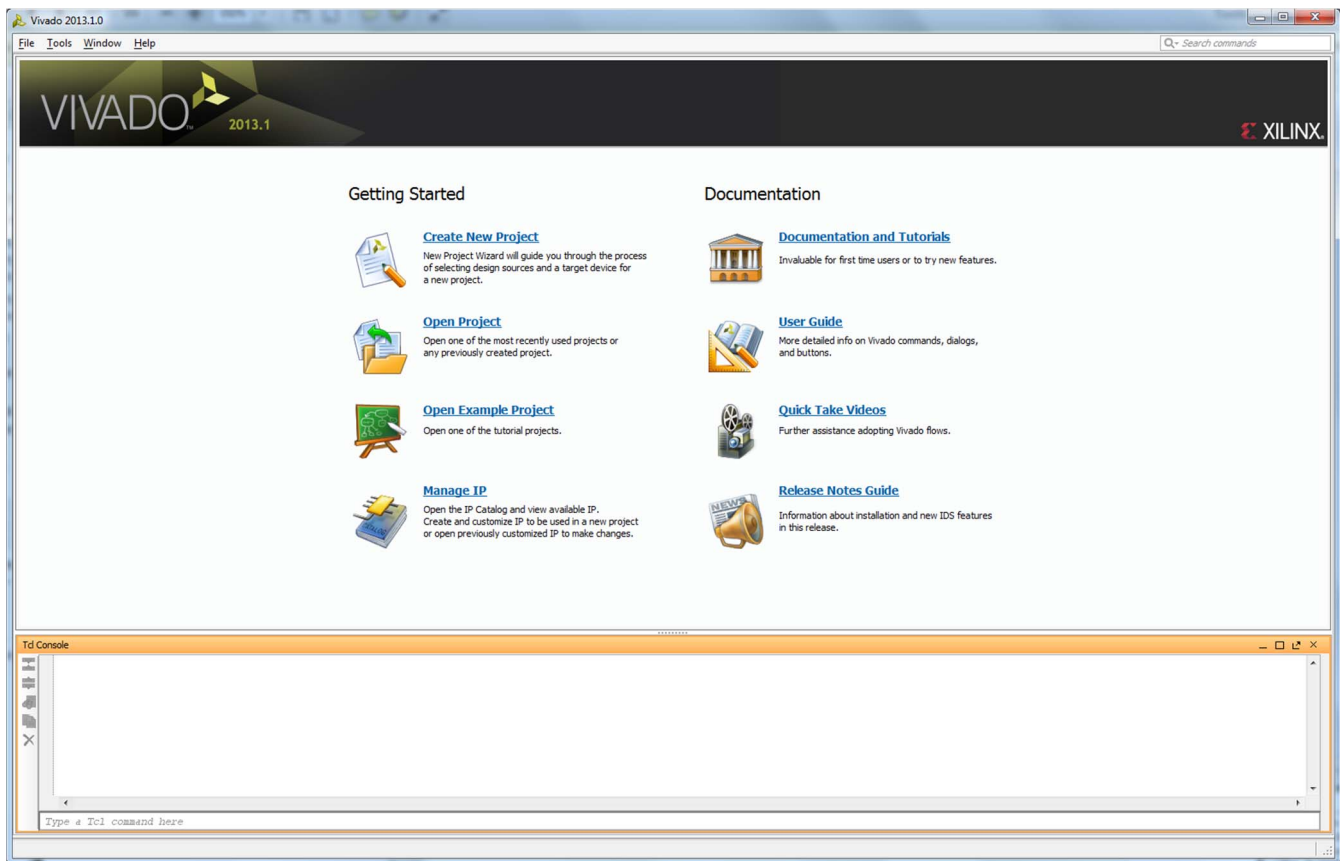 Vivado 2013.1.0
File Tools Window Help
Search commands
VIVADO™ 2013.1
XILINX.
Getting Started
Create New Project
New Project Wizard will guide you through the process
of selecting design sources and a target device for
a new project.
Open Project
Open one of the most recently used projects or
any previously created project.
Open Example Project
Open one of the tutorial projects.
Manage IP
Open the IP Catalog and view available IP.
Create and customize IP to be used in a new project
or open previously customized IP to make changes.
CATALOG
Documentation
Documentation and Tutorials
Invaluable for first time users or to try new features.
User Guide
More detailed info on Vivado commands, dialogs,
and buttons.
Quick Take Videos
Further assistance adopting Vivado flows.
Release Notes Guide
Information about installation and new IDS features
in this release.
NEWS
Tcl Console
Type a Tcl command here